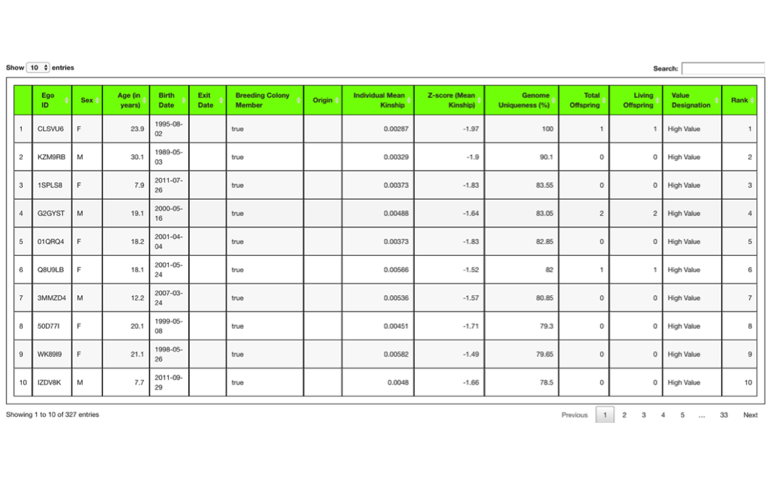 Show 10 entries Search:
Ego ID Sex Age (in years) Birth Date Exit Date Breeding Colony Member Origin Individual Mean Kinship Z-score (Mean Kinship) Genome Uniqueness (%) Total Offspring Living Offspring Value Designation Rank
1 CLSVU6 F 23.9 1995-08-02 true 0.00287 -1.97 100 1 1 High Value 1
2 KZM9RB M 30.1 1989-05-03 true 0.00329 -1.9 90.1 0 0 High Value 2
3 1SPLS8 F 7.9 2011-07-26 true 0.00373 -1.83 83.55 0 0 High Value 3
4 G2GYST M 19.1 2000-05-16 true 0.00488 -1.64 83.05 2 2 High Value 4
5 01QRQ4 F 18.2 2001-04-04 true 0.00373 -1.83 82.85 0 0 High Value 5
6 Q8U9LB F 18.1 2001-05-24 true 0.00566 -1.52 82 1 1 High Value 6
7 3MMZD4 M 12.2 2007-03-24 true 0.00536 -1.57 80.85 0 0 High Value 7
8 50D77I F 20.1 1999-05-08 true 0.00451 -1.71 79.3 0 0 High Value 8
9 WK89I9 F 21.1 1998-05-26 true 0.00582 -1.49 79.65 0 0 High Value 9
10 IZDV8K M 7.7 2011-09-29 true 0.0048 -1.66 78.5 0 0 High Value 10
Showing 1 to 10 of 327 entries Previous 1 2 3 4 5 ... 33 Next